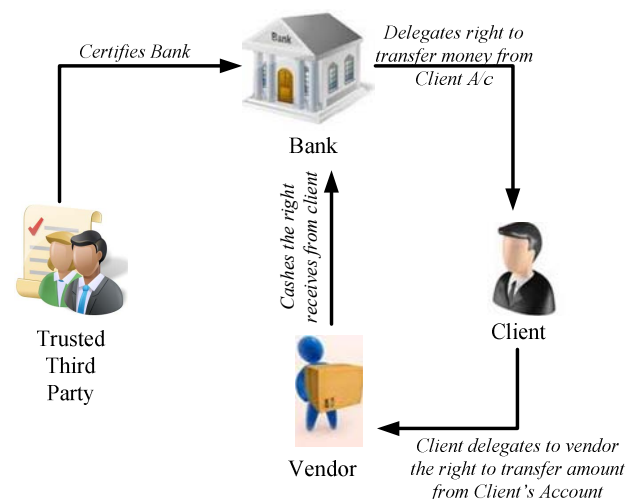 Certifies Bank
Bank
Delegates right to
transfer money from
Client A/c
Bank
Cashes the right
receives from client
Trusted
Third
Party
Client
Vendor
Client delegates to vendor
the right to transfer amount
from Client's Account